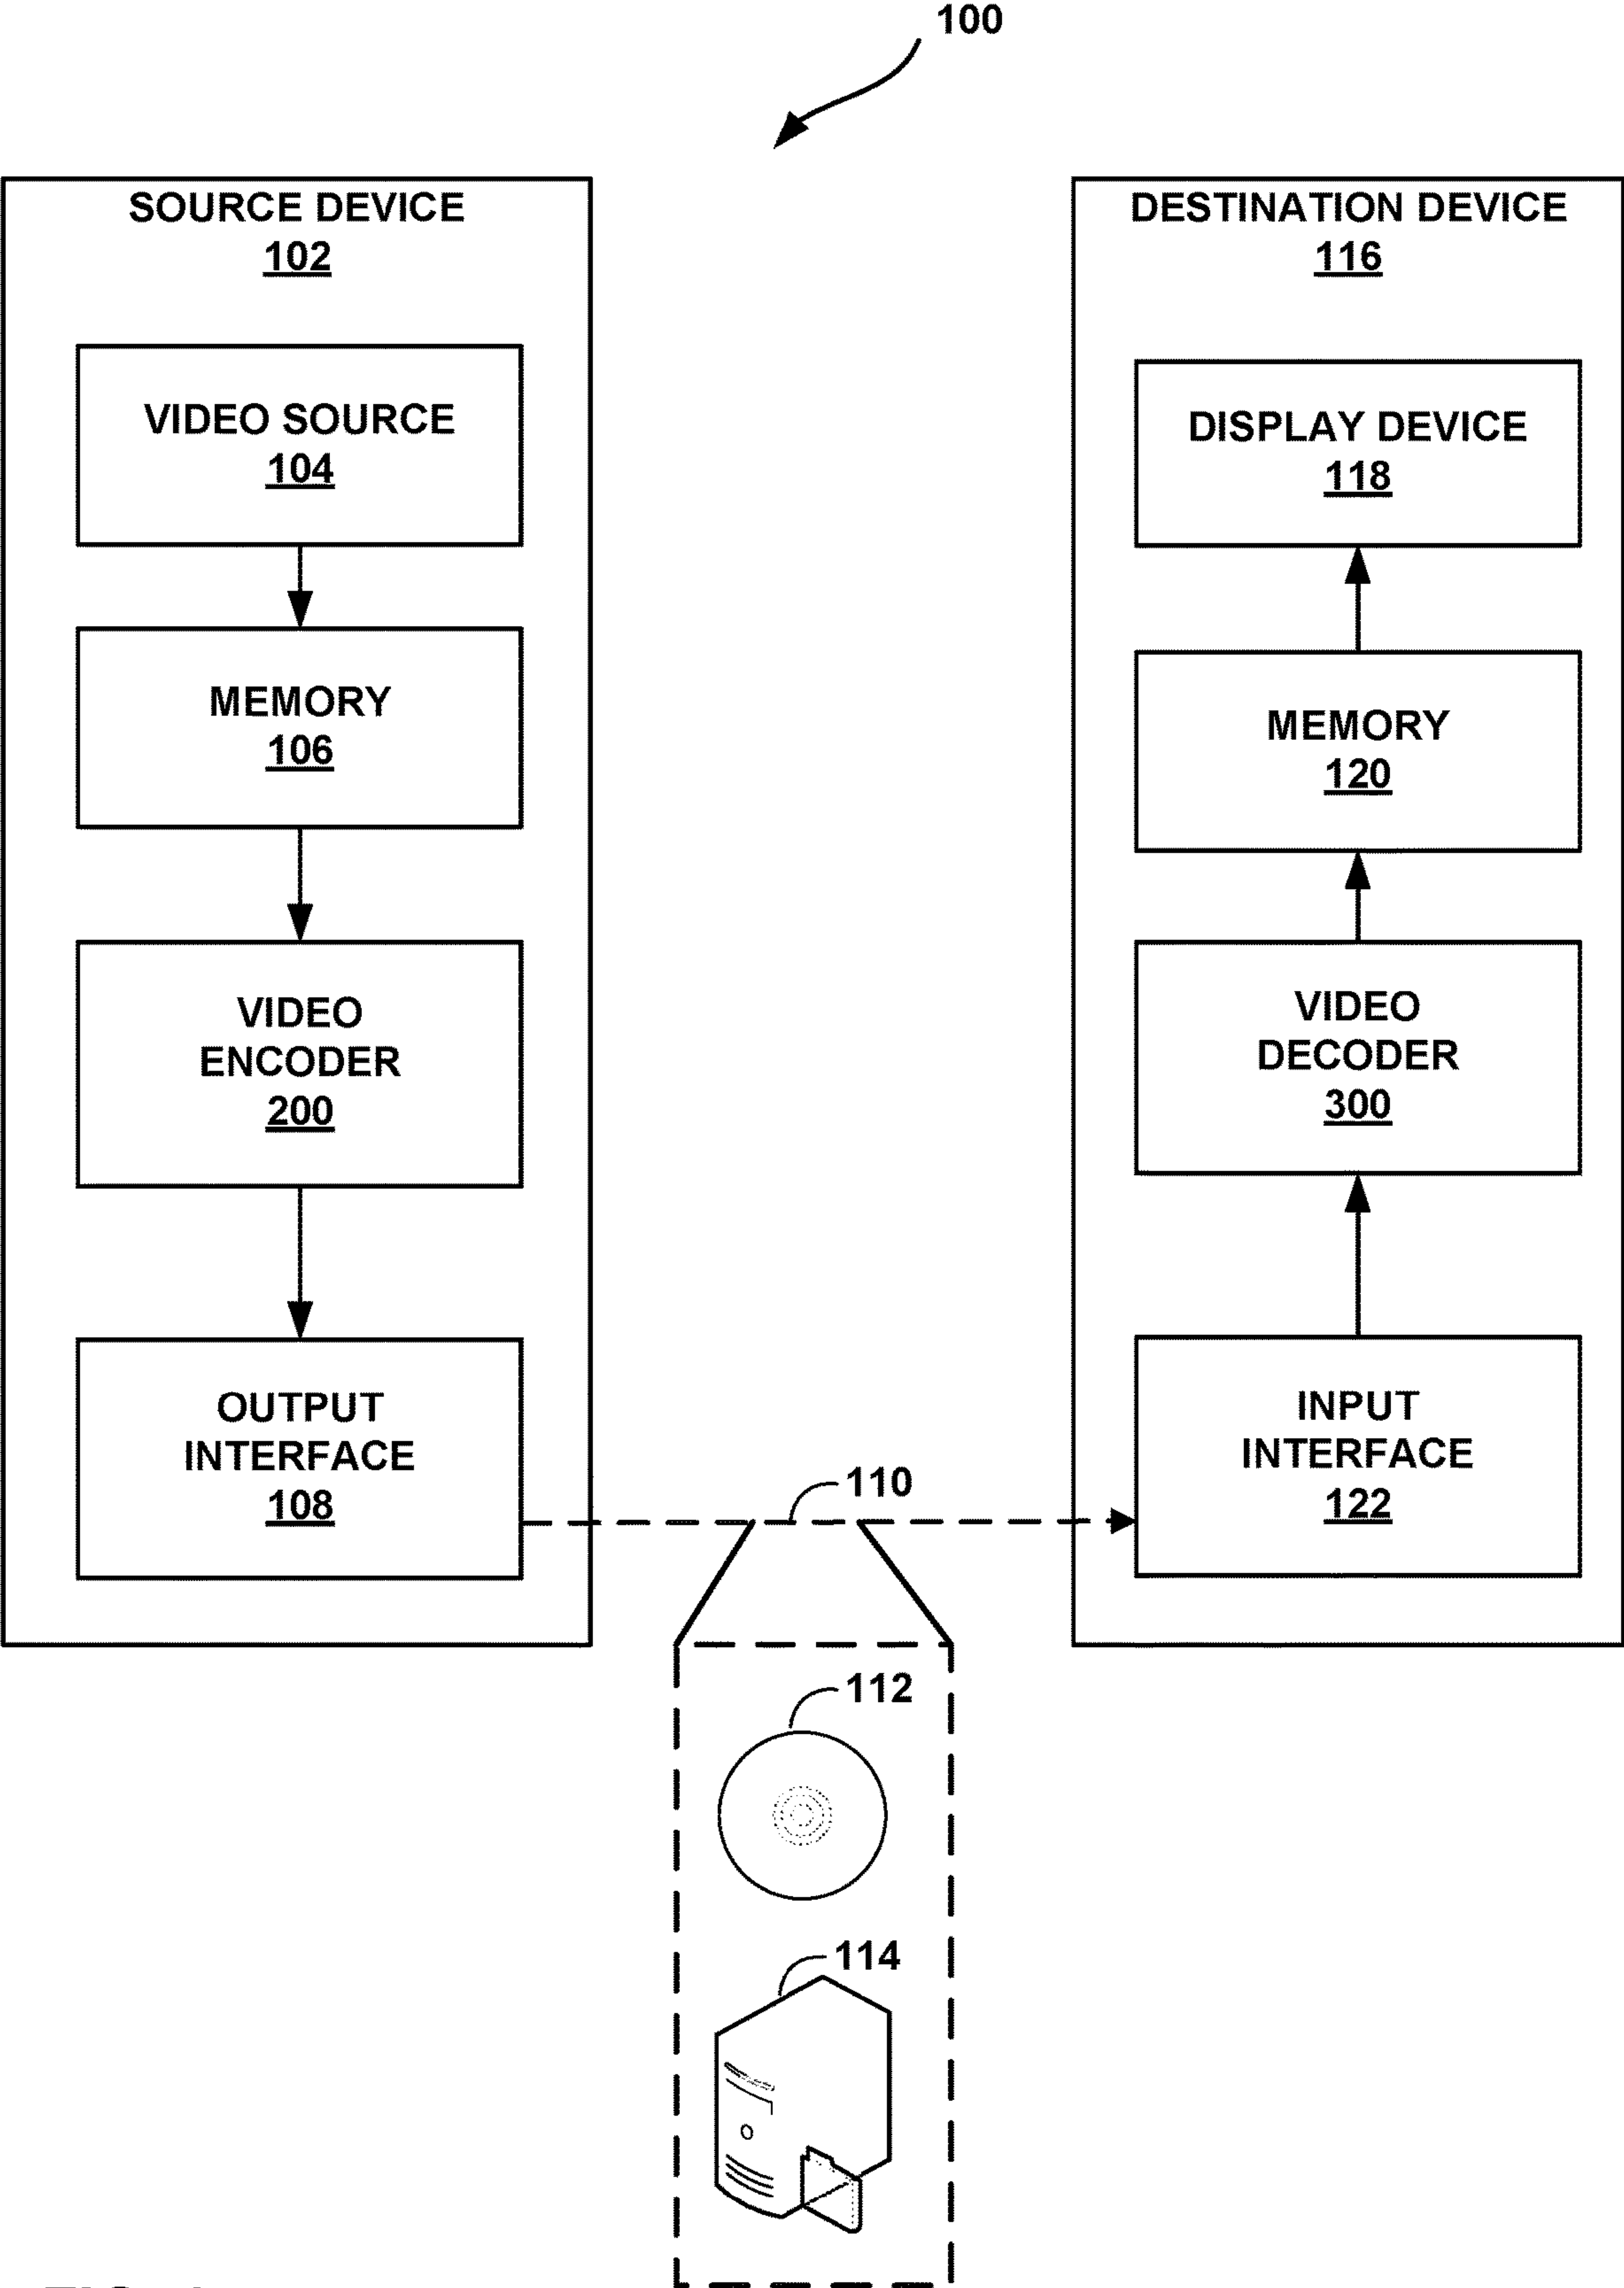 100
SOURCE DEVICE
102
VIDEO SOURCE
104
MEMORY
106
VIDEO
ENCODER
200
OUTPUT
INTERFACE
108
DESTINATION DEVICE
116
DISPLAY DEVICE
118
MEMORY
120
VIDEO
DECODER
300
INPUT
INTERFACE
122
110
112
114